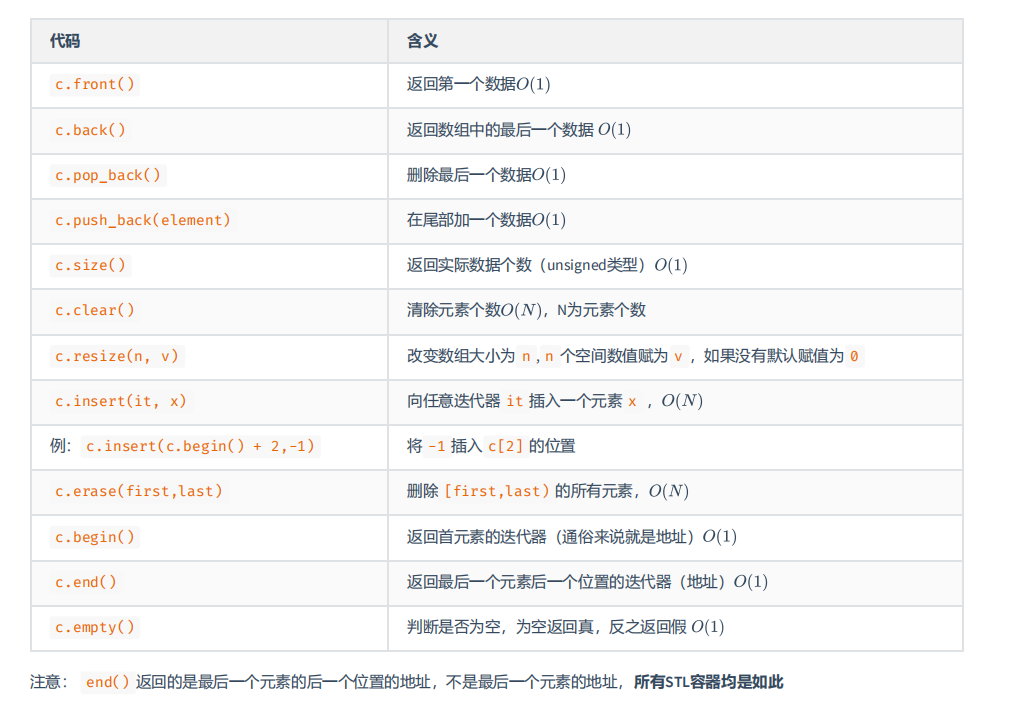 代码 含义
c.front() 返回第一个数据O(1)
c.back() 返回数组中的最后一个数据 O(1)
c.pop_back() 删除最后一个数据O(1)
c.push_back(element) 在尾部加一个数据O(1)
c.size() 返回实际数据个数（unsigned类型）O(1)
c.clear() 清除元素个数O(N)，N为元素个数
c.resize(n, v) 改变数组大小为 n ,n 个空间数值赋为 v ，如果没有默认赋值为 0
c.insert(it, x) 向任意迭代器 it 插入一个元素 x ，O(N)
例： c.insert(c.begin() + 2,-1) 将 -1 插入 c[2] 的位置
c.erase(first,last) 删除 [first,last) 的所有元素，O(N)
c.begin() 返回首元素的迭代器（通俗来说就是地址）O(1)
c.end() 返回最后一个元素后一个位置的迭代器（地址）O(1)
c.empty() 判断是否为空，为空返回真，反之返回假 O(1)
注意： end() 返回的是最后一个元素的后一个位置的地址，不是最后一个元素的地址，所有STL容器均是如此